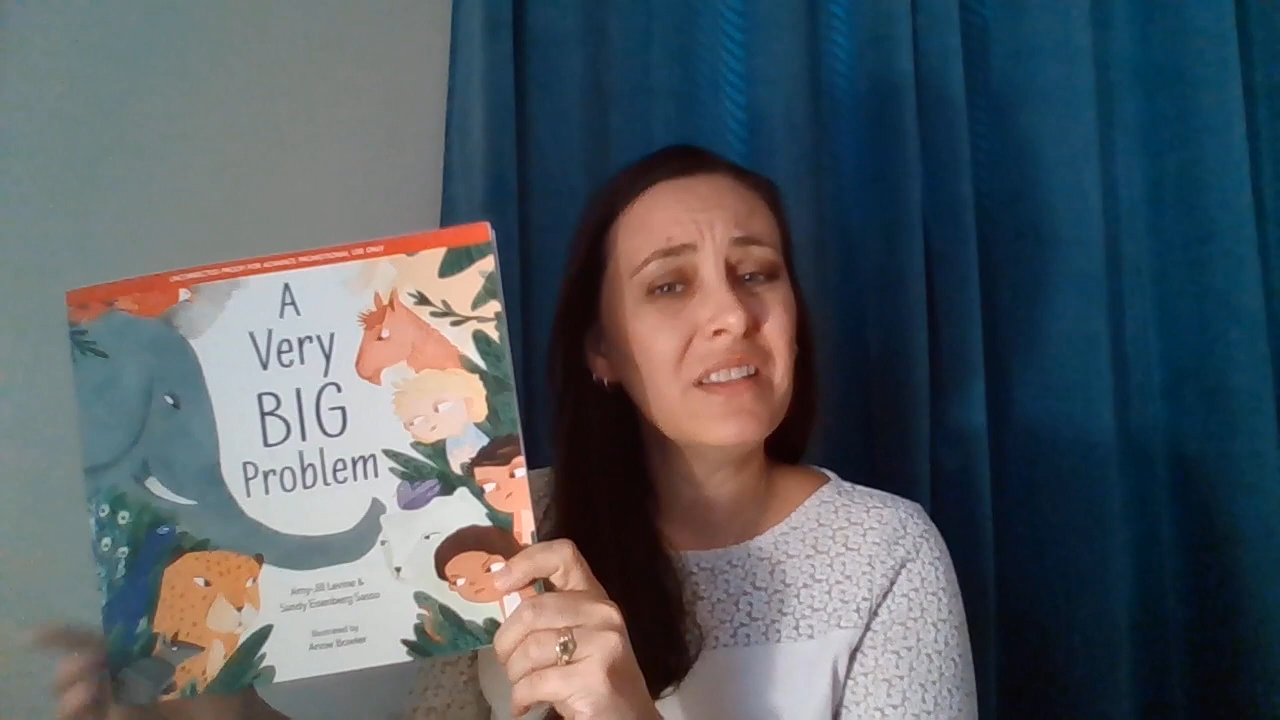 UNCORRECTED PROOF FOR ADVANCE PROMOTIONAL USE ONLY
A
Very
BIG
Problem
Amy-Jill Levine &
Sandy Eisenberg Sasso
Illustrated by
Annie Bowler